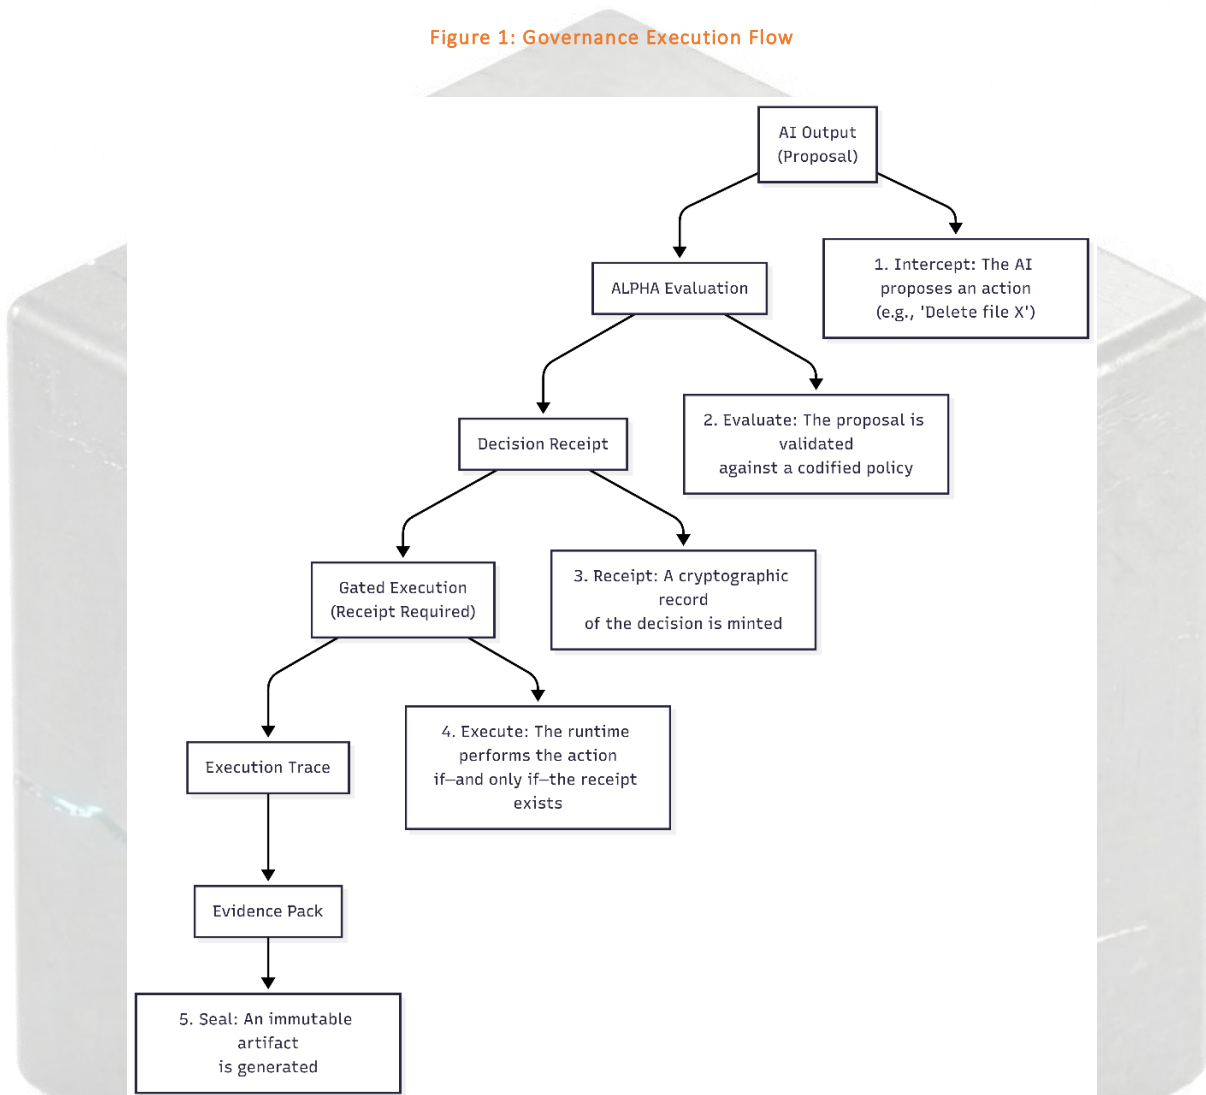 Figure 1: Governance Execution Flow
AI Output
(Proposal)
1. Intercept: The AI
proposes an action
(e.g., 'Delete file X')
ALPHA Evaluation
2. Evaluate: The proposal is
validated
against a codified policy
Decision Receipt
3. Receipt: A cryptographic
record
of the decision is minted
Gated Execution
(Receipt Required)
4. Execute: The runtime
performs the action
if—and only if—the receipt
exists
Execution Trace
Evidence Pack
5. Seal: An immutable
artifact
is generated